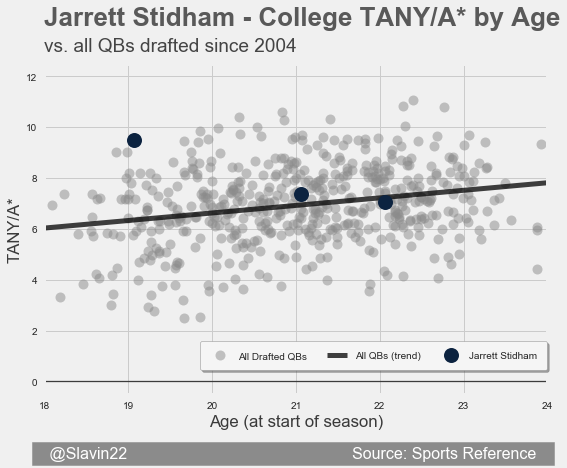 Jarrett Stidham - College TANY/A* by Age
vs. all QBs drafted since 2004
12
10
8
6
4
2
0
TANY/A*
All Drafted QBs
All QBs (trend)
Jarrett Stidham
18 19 20 21 22 23 24
Age (at start of season)
@Slavin22
Source: Sports Reference